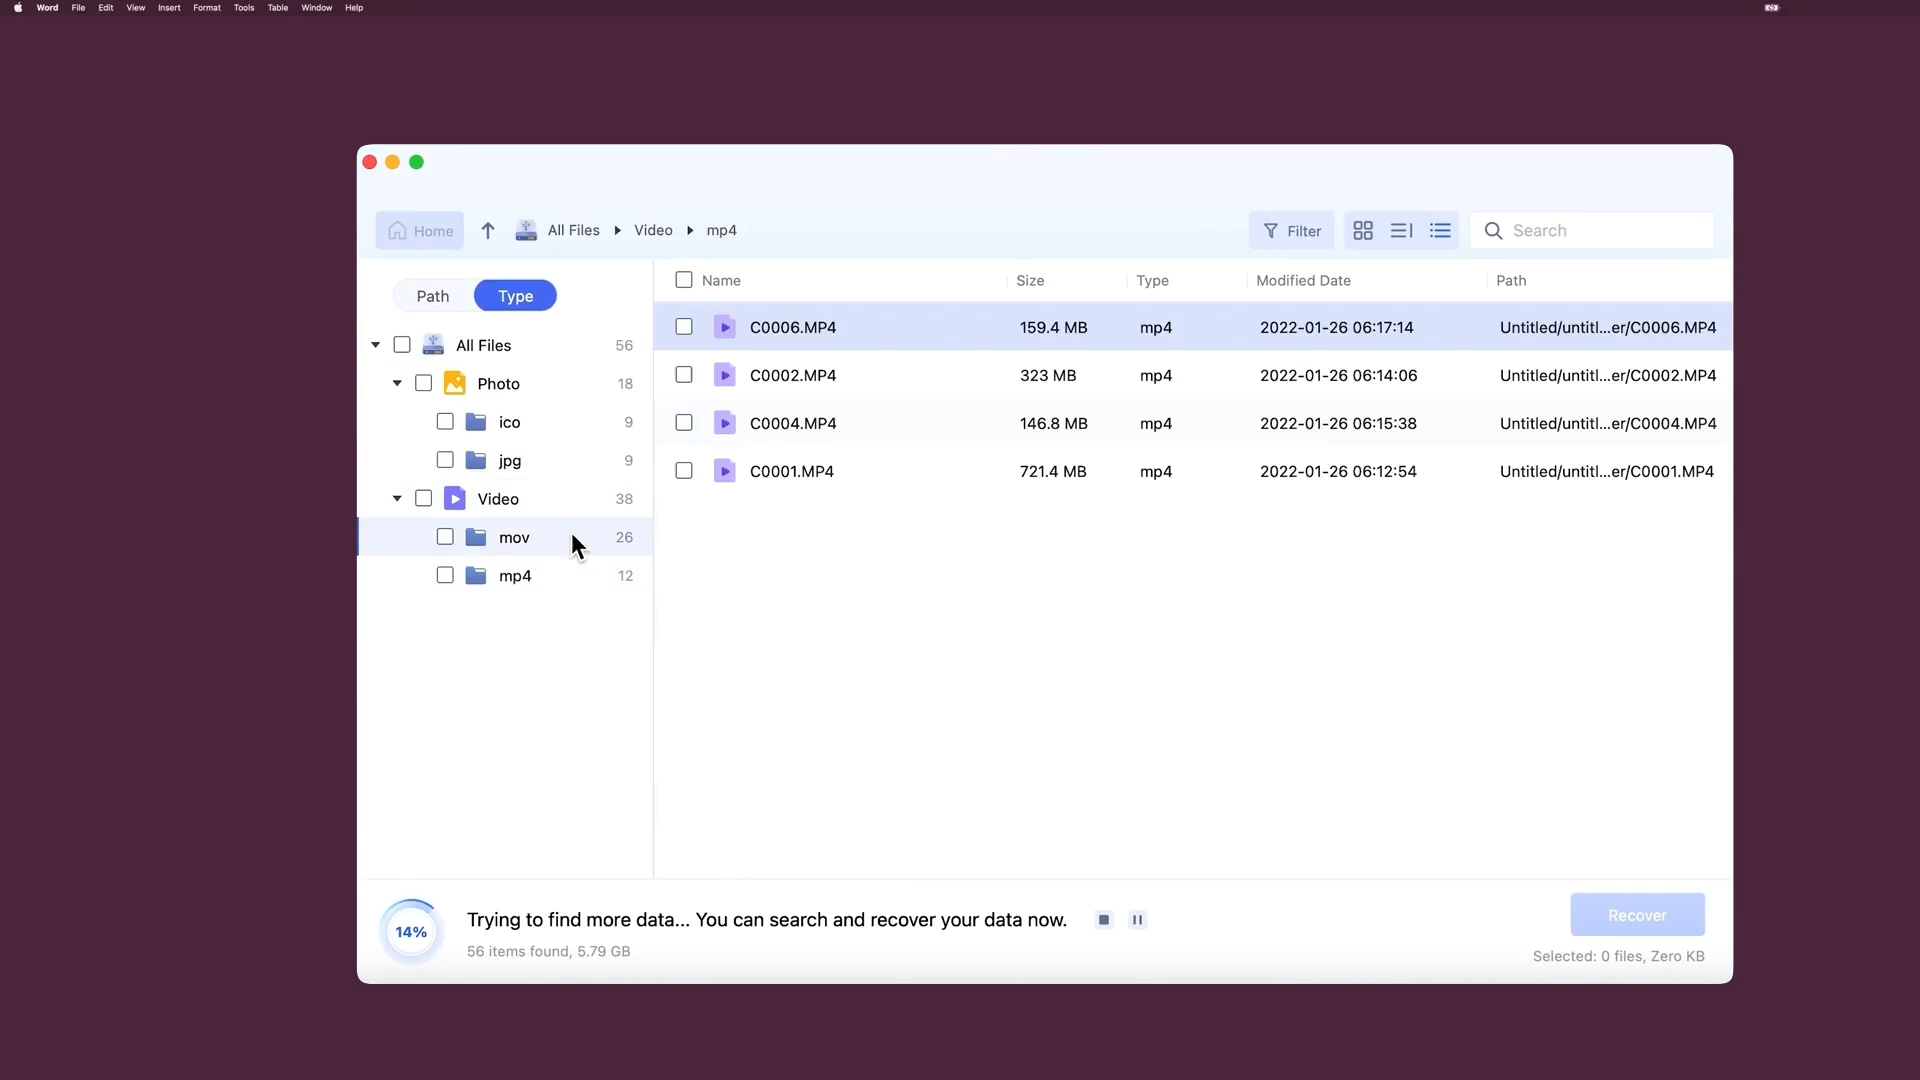 Word File Edit View Insert Format Tools Table Window Help
Home All Files Video mp4 Filter Search
Path Type
All Files 56
Photo 18
ico 9
jpg 9
Video 38
mov 26
mp4 12
Name Size Type Modified Date Path
C0006.MP4 159.4 MB mp4 2022-01-26 06:17:14 Untitled/untitl...er/C0006.MP4
C0002.MP4 323 MB mp4 2022-01-26 06:14:06 Untitled/untitl...er/C0002.MP4
C0004.MP4 146.8 MB mp4 2022-01-26 06:15:38 Untitled/untitl...er/C0004.MP4
C0001.MP4 721.4 MB mp4 2022-01-26 06:12:54 Untitled/untitl...er/C0001.MP4
14%
Trying to find more data... You can search and recover your data now.
56 items found, 5.79 GB
Recover
Selected: 0 files, Zero KB